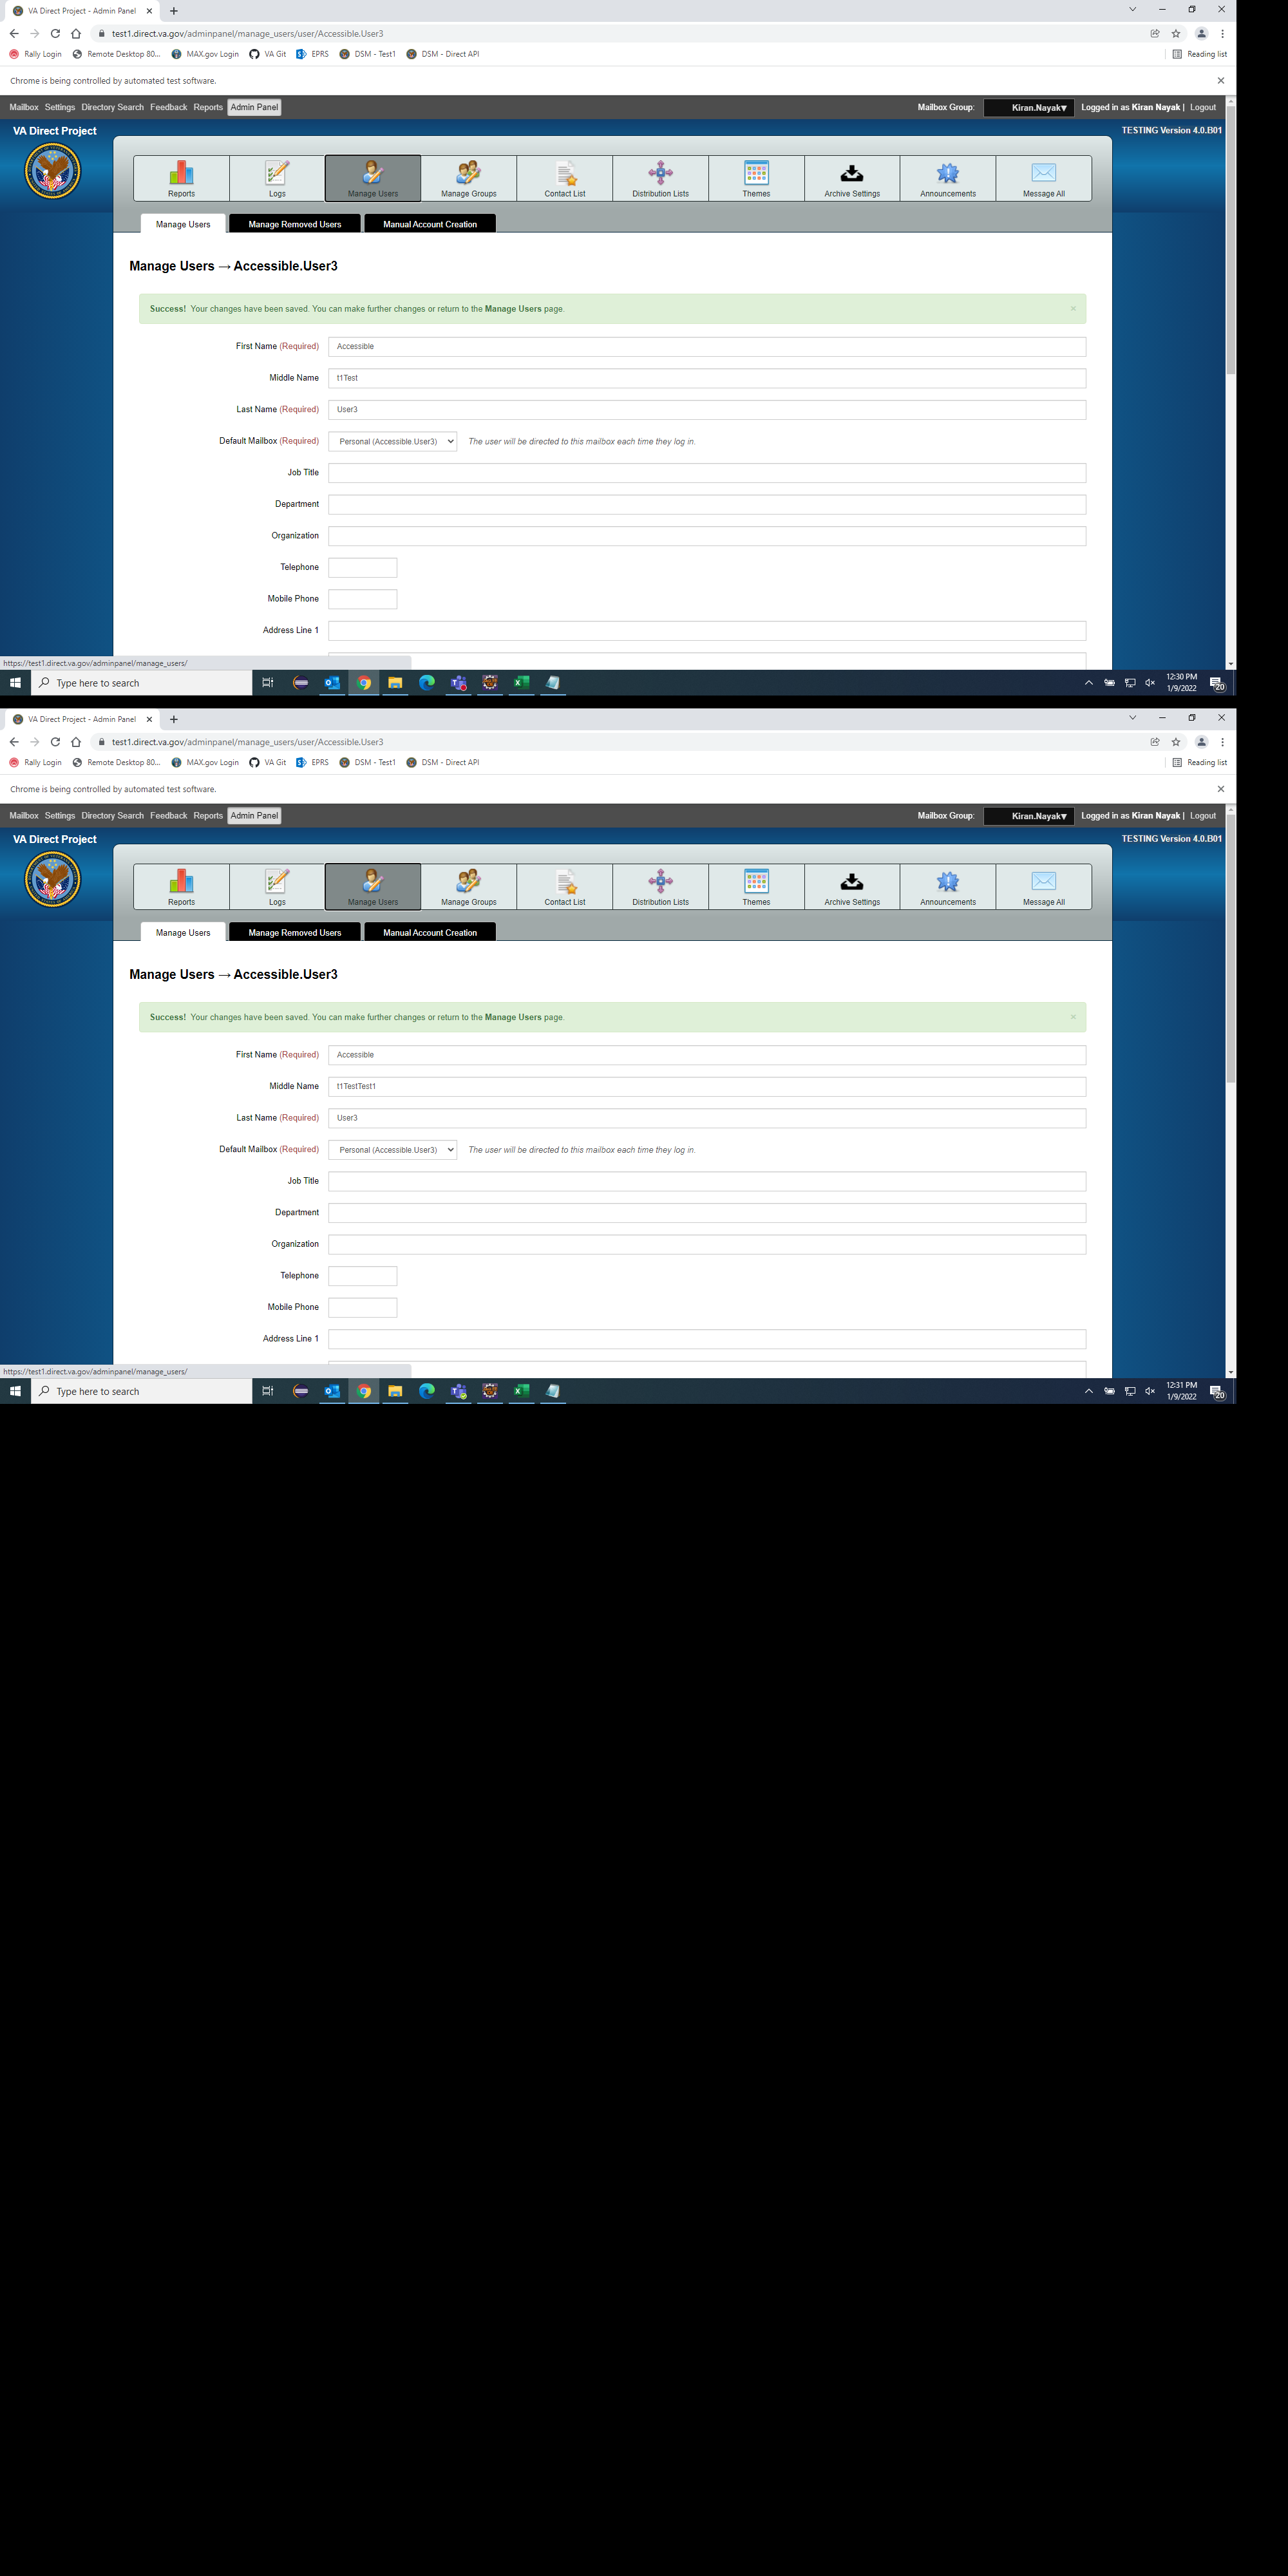 VA Direct Project - Admin Panel
test1.direct.va.gov/adminpanel/manage_users/user/Accessible.User3
Rally Login Remote Desktop 80... MAX.gov Login VA Git EPRS DSM - Test1 DSM - Direct API Reading list
Chrome is being controlled by automated test software.
Mailbox Settings Directory Search Feedback Reports Admin Panel Mailbox Group: Kiran.Nayak▼ Logged in as Kiran Nayak | Logout
VA Direct Project TESTING Version 4.0.B01
Reports Logs Manage Users Manage Groups Contact List Distribution Lists Themes Archive Settings Announcements Message All
Manage Users Manage Removed Users Manual Account Creation
Manage Users → Accessible.User3
Success! Your changes have been saved. You can make further changes or return to the Manage Users page. ×
First Name (Required) Accessible
Middle Name t1Test
Last Name (Required) User3
Default Mailbox (Required) Personal (Accessible.User3) The user will be directed to this mailbox each time they log in.
Job Title
Department
Organization
Telephone
Mobile Phone
Address Line 1
https://test1.direct.va.gov/adminpanel/manage_users/
Type here to search 12:30 PM
1/9/2022 20
VA Direct Project - Admin Panel
test1.direct.va.gov/adminpanel/manage_users/user/Accessible.User3
Rally Login Remote Desktop 80... MAX.gov Login VA Git EPRS DSM - Test1 DSM - Direct API Reading list
Chrome is being controlled by automated test software.
Mailbox Settings Directory Search Feedback Reports Admin Panel Mailbox Group: Kiran.Nayak▼ Logged in as Kiran Nayak | Logout
VA Direct Project TESTING Version 4.0.B01
Reports Logs Manage Users Manage Groups Contact List Distribution Lists Themes Archive Settings Announcements Message All
Manage Users Manage Removed Users Manual Account Creation
Manage Users → Accessible.User3
Success! Your changes have been saved. You can make further changes or return to the Manage Users page. ×
First Name (Required) Accessible
Middle Name t1TestTest1
Last Name (Required) User3
Default Mailbox (Required) Personal (Accessible.User3) The user will be directed to this mailbox each time they log in.
Job Title
Department
Organization
Telephone
Mobile Phone
Address Line 1
https://test1.direct.va.gov/adminpanel/manage_users/
Type here to search 12:31 PM
1/9/2022 20